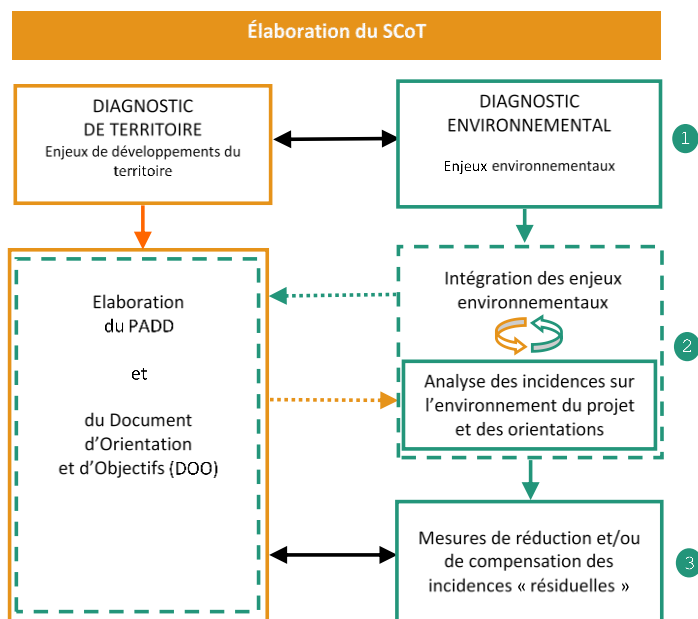 Élaboration du SCoT
DIAGNOSTIC
DE TERRITOIRE
Enjeux de développements du
territoire
DIAGNOSTIC
ENVIRONNEMENTAL
Enjeux environnementaux
1
Elaboration
du PADD
et
du Document
d’Orientation
et d’Objectifs (DOO)
Intégration des enjeux
environnementaux
2
Analyse des incidences sur
l’environnement du projet
et des orientations
Mesures de réduction et/ou
de compensation des
incidences « résiduelles »
3